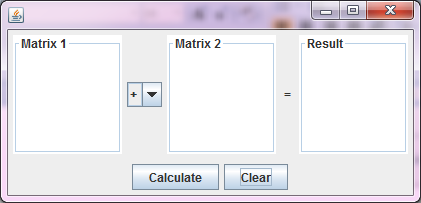 Matrix 1
Matrix 2
Result
+
=
Calculate
Clear